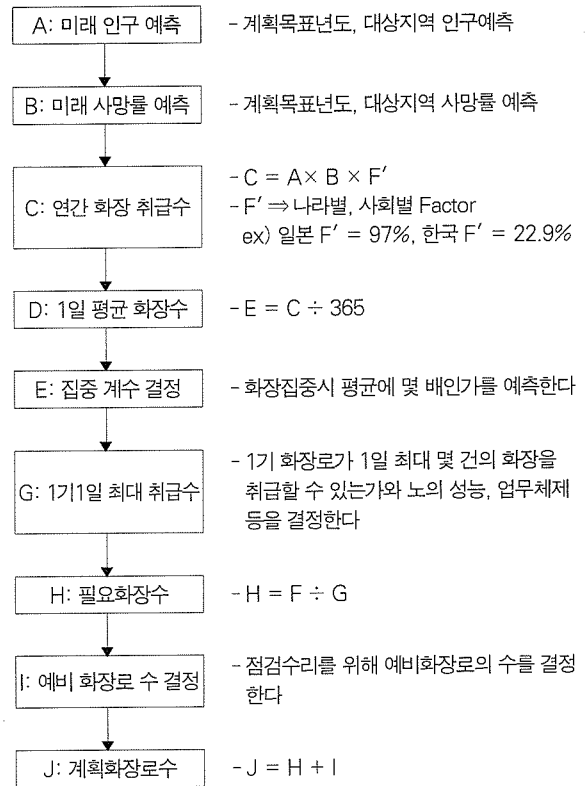 A: 미래 인구 예측
- 계획목표년도, 대상지역 인구예측
B: 미래 사망률 예측
- 계획목표년도, 대상지역 사망률 예측
C: 연간 화장 취급수
- C = A× B × F′
- F′ ⇒ 나라별, 사회별 Factor
ex) 일본 F′ = 97%, 한국 F′ = 22.9%
D: 1일 평균 화장수
- E = C ÷ 365
E: 집중 계수 결정
- 화장집중시 평균에 몇 배인가를 예측한다
G: 1기1일 최대 취급수
- 1기 화장로가 1일 최대 몇 건의 화장을
취급할 수 있는가와 노의 성능, 업무체제
등을 결정한다
H: 필요화장수
- H = F ÷ G
I: 예비 화장로 수 결정
- 점검수리를 위해 예비화장로의 수를 결정
한다
J: 계획화장로수
- J = H + I